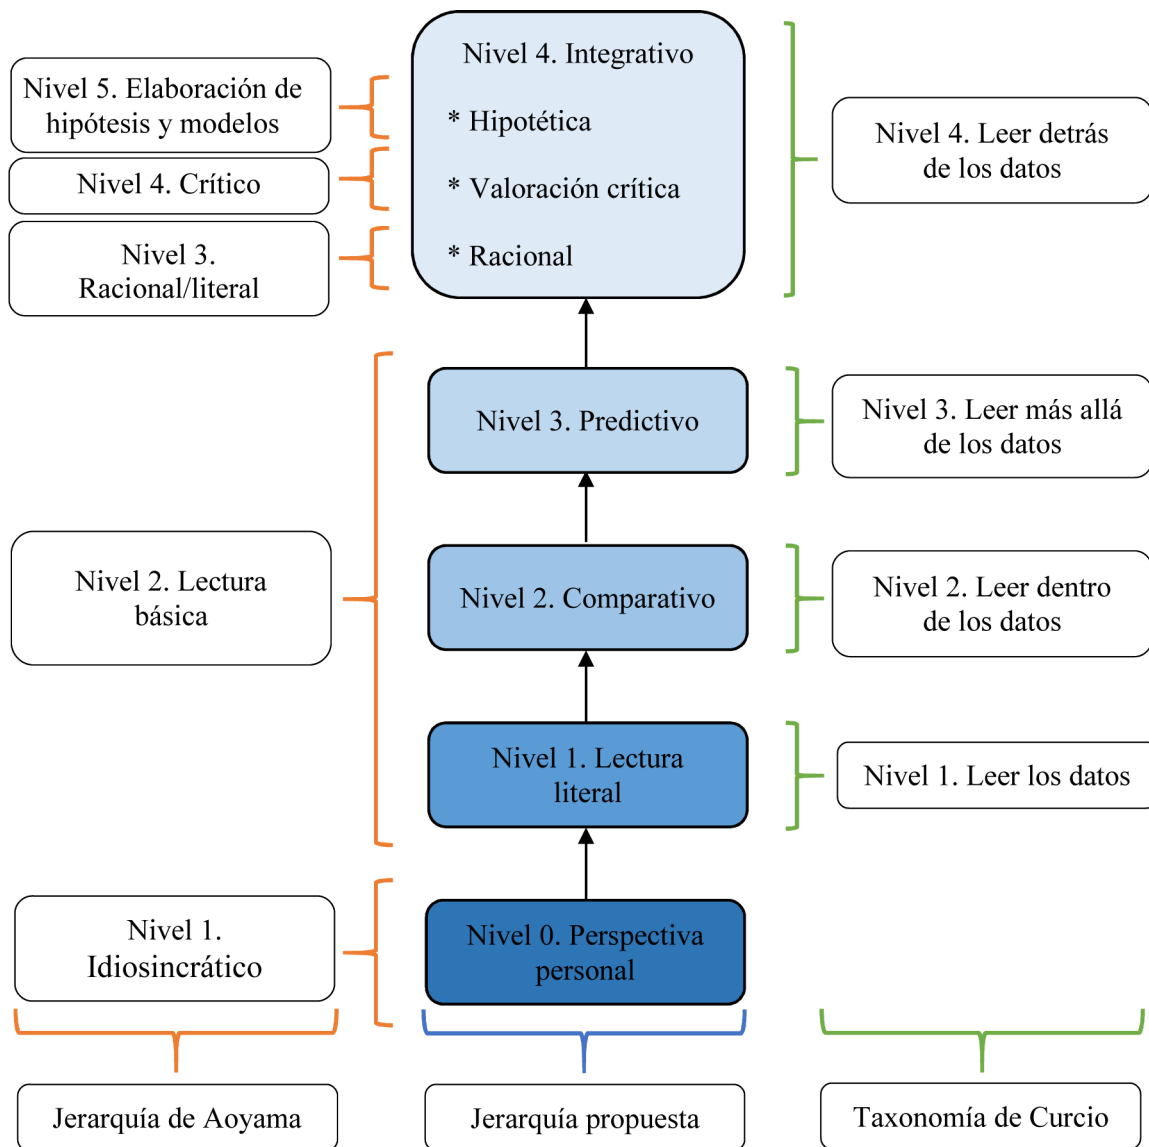 Nivel 5. Elaboración de
hipótesis y modelos
Nivel 4. Crítico
Nivel 3.
Racional/literal
Nivel 2. Lectura
básica
Nivel 1.
Idiosincrático
Jerarquía de Aoyama
Nivel 4. Integrativo
* Hipotética
* Valoración crítica
* Racional
Nivel 3. Predictivo
Nivel 2. Comparativo
Nivel 1. Lectura
literal
Nivel 0. Perspectiva
personal
Jerarquía propuesta
Nivel 4. Leer detrás
de los datos
Nivel 3. Leer más allá
de los datos
Nivel 2. Leer dentro
de los datos
Nivel 1. Leer los datos
Taxonomía de Curcio